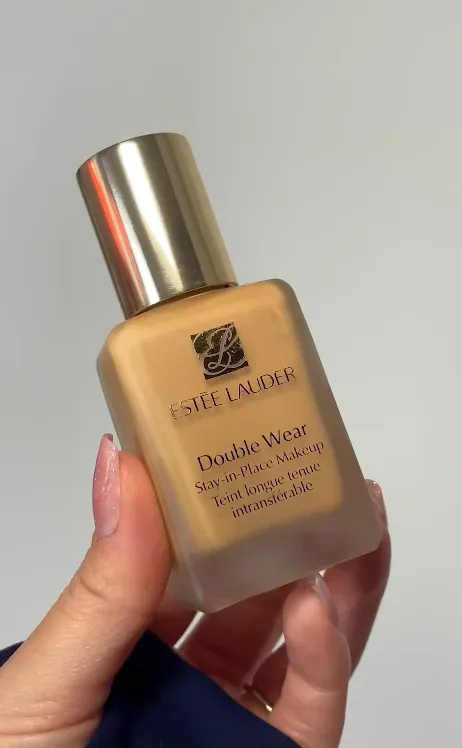 ESTĒE LAUDER
Double Wear
Stay-in-Place Makeup
Teint longue tenue
intransférable